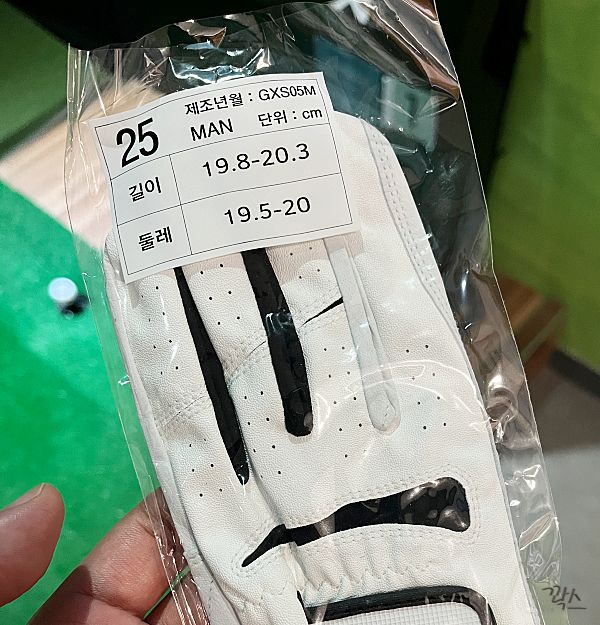 25
제조년월 : GXS05M
MAN 단위 : cm
길이 19.8-20.3
둘레 19.5-20
깍스